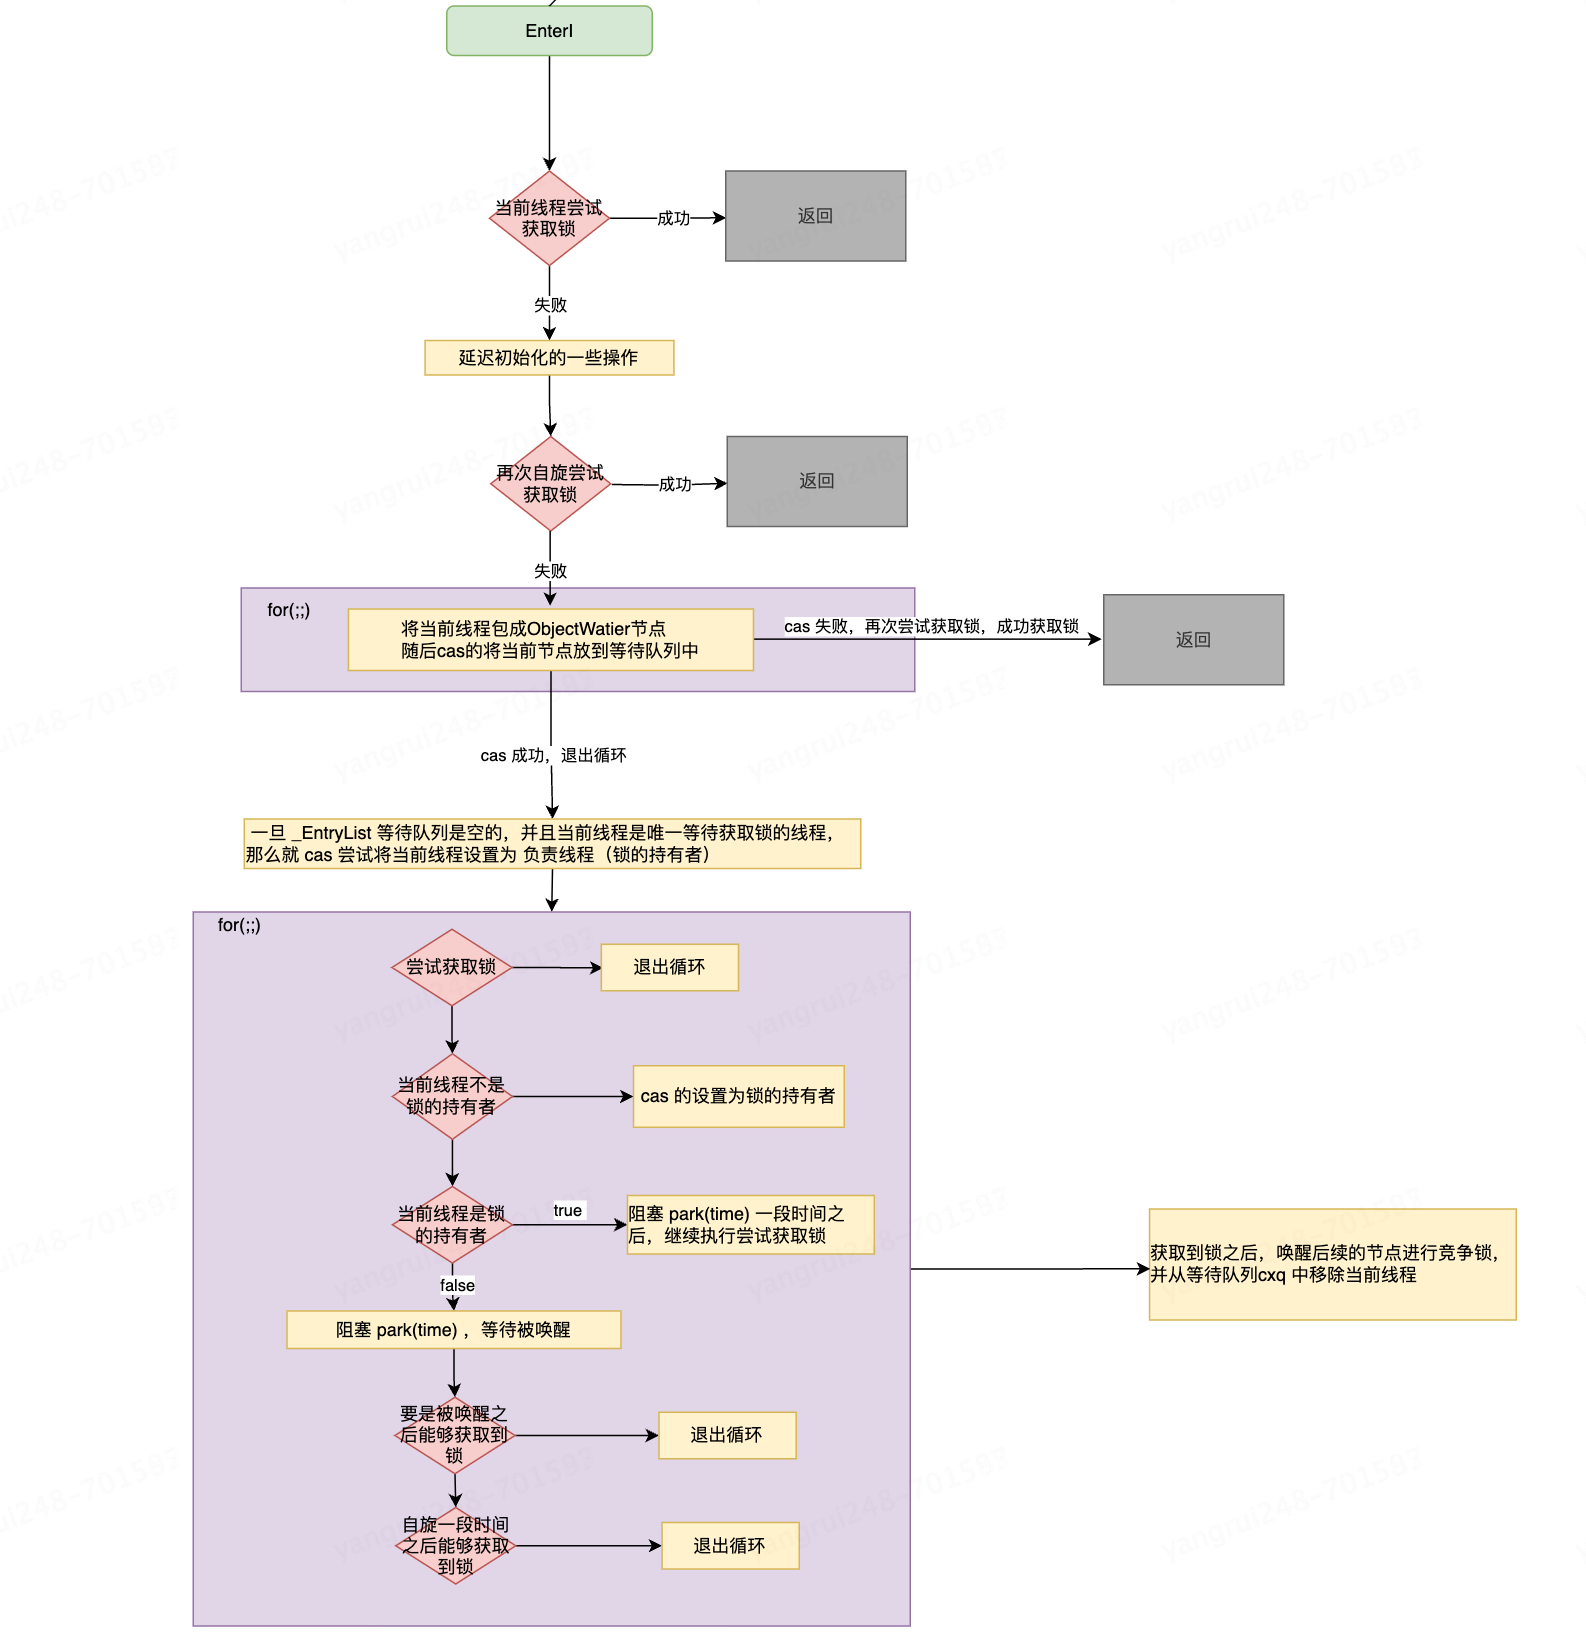 EnterI
当前线程尝试
获取锁
成功
返回
失败
延迟初始化的一些操作
再次自旋尝试
获取锁
成功
返回
失败
for(;;)
将当前线程包成ObjectWatier节点
随后cas的将当前节点放到等待队列中
cas 失败，再次尝试获取锁，成功获取锁
返回
cas 成功，退出循环
一旦 _EntryList 等待队列是空的，并且当前线程是唯一等待获取锁的线程，
那么就 cas 尝试将当前线程设置为 负责线程（锁的持有者）
for(;;)
尝试获取锁
退出循环
当前线程不是
锁的持有者
cas 的设置为锁的持有者
当前线程是锁
的持有者
true
阻塞 park(time) 一段时间之
后，继续执行尝试获取锁
false
阻塞 park(time) ，等待被唤醒
获取到锁之后，唤醒后续的节点进行竞争锁，
并从等待队列cxq 中移除当前线程
要是被唤醒之
后能够获取到
锁
退出循环
自旋一段时间
之后能够获取
到锁
退出循环